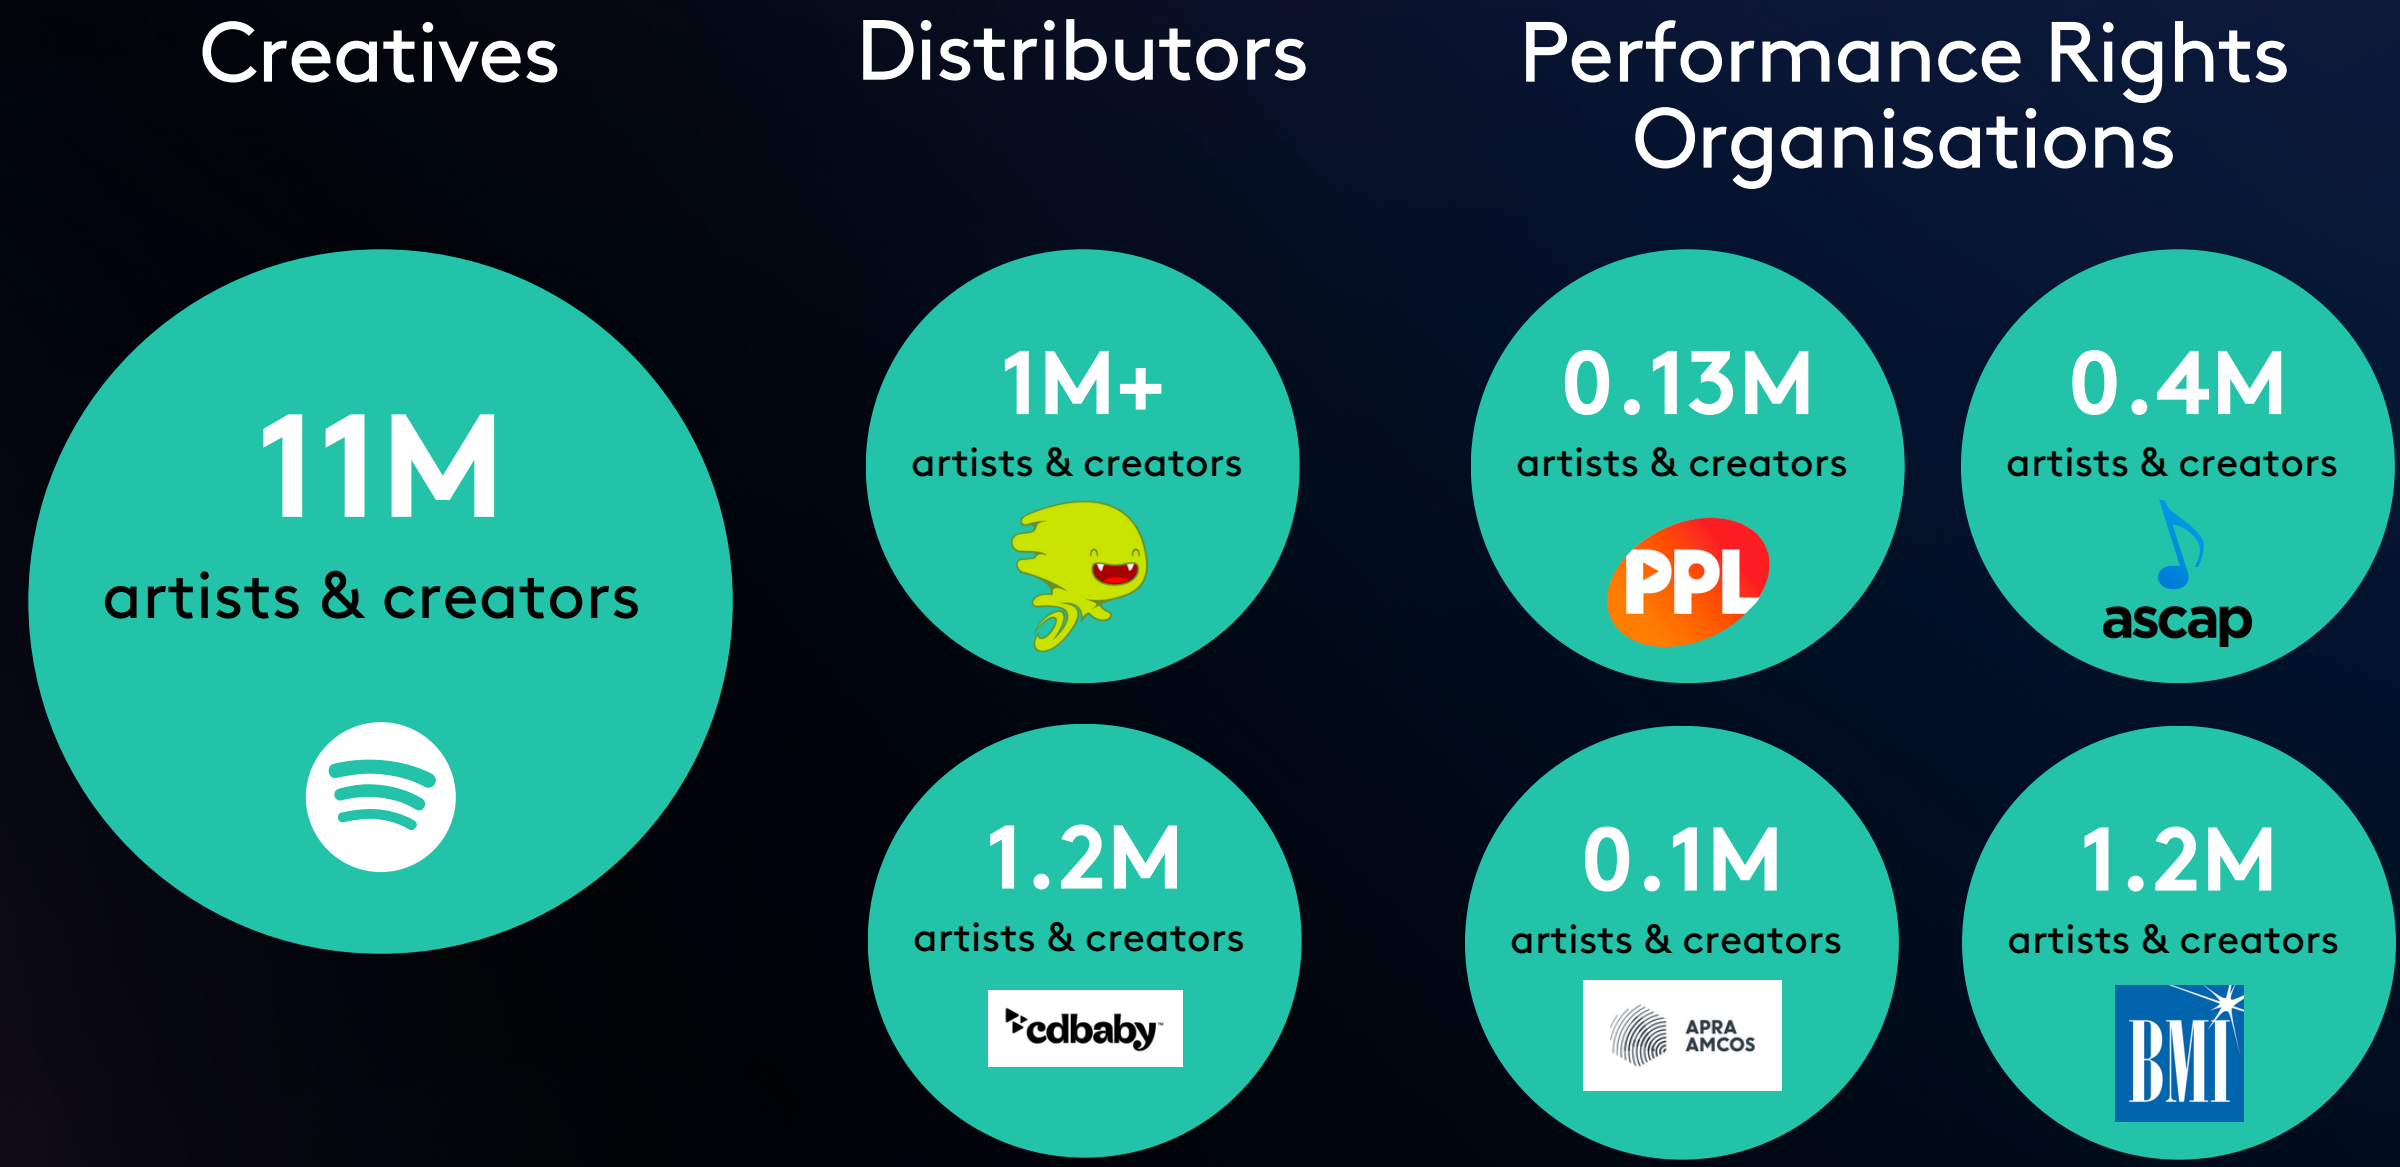 Creatives
11M
artists & creators
Distributors
1M+
artists & creators
1.2M
artists & creators
cdbaby™
Performance Rights
Organisations
0.13M
artists & creators
PPL
0.4M
artists & creators
ascap
0.1M
artists & creators
APRA
AMCOS
1.2M
artists & creators
BMI